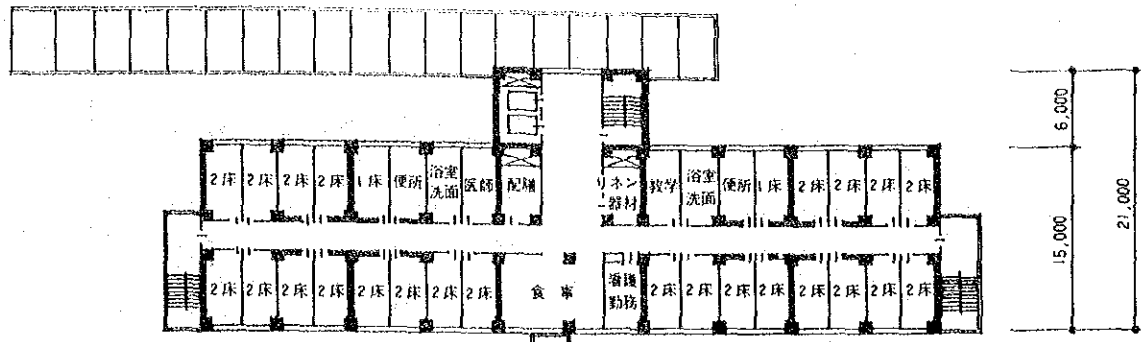 2床 2床 2床 2床 1床 便所 浴室 医師 配膳 リネン 教学 浴室 便所 1床 2床 2床 2床 2床
洗面 器材 洗面
2床 2床 2床 2床 2床 2床 2床 2床 食事 看護 2床 2床 2床 2床 2床 2床 2床 2床
勤務
6,000
15,000
21,000